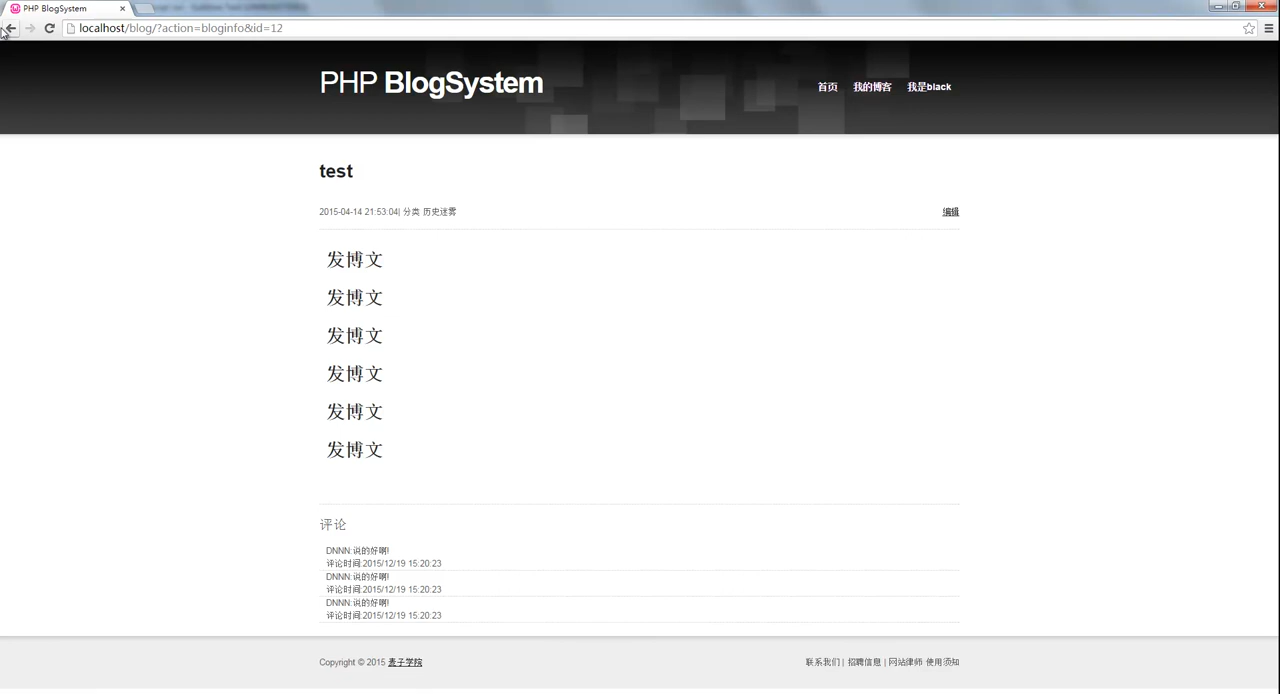 PHP BlogSystem
localhost/blog/?action=bloginfo&id=12
PHP BlogSystem
首页 我的博客 我是black
test
2015-04-14 21:53:04| 分类 历史迷雾 编辑
发博文
发博文
发博文
发博文
发博文
发博文
评论
DNNN:说的好啊!
评论时间:2015/12/19 15:20:23
DNNN:说的好啊!
评论时间:2015/12/19 15:20:23
DNNN:说的好啊!
评论时间:2015/12/19 15:20:23
Copyright © 2015 麦子学院 联系我们 | 招聘信息 | 网站律师 使用须知